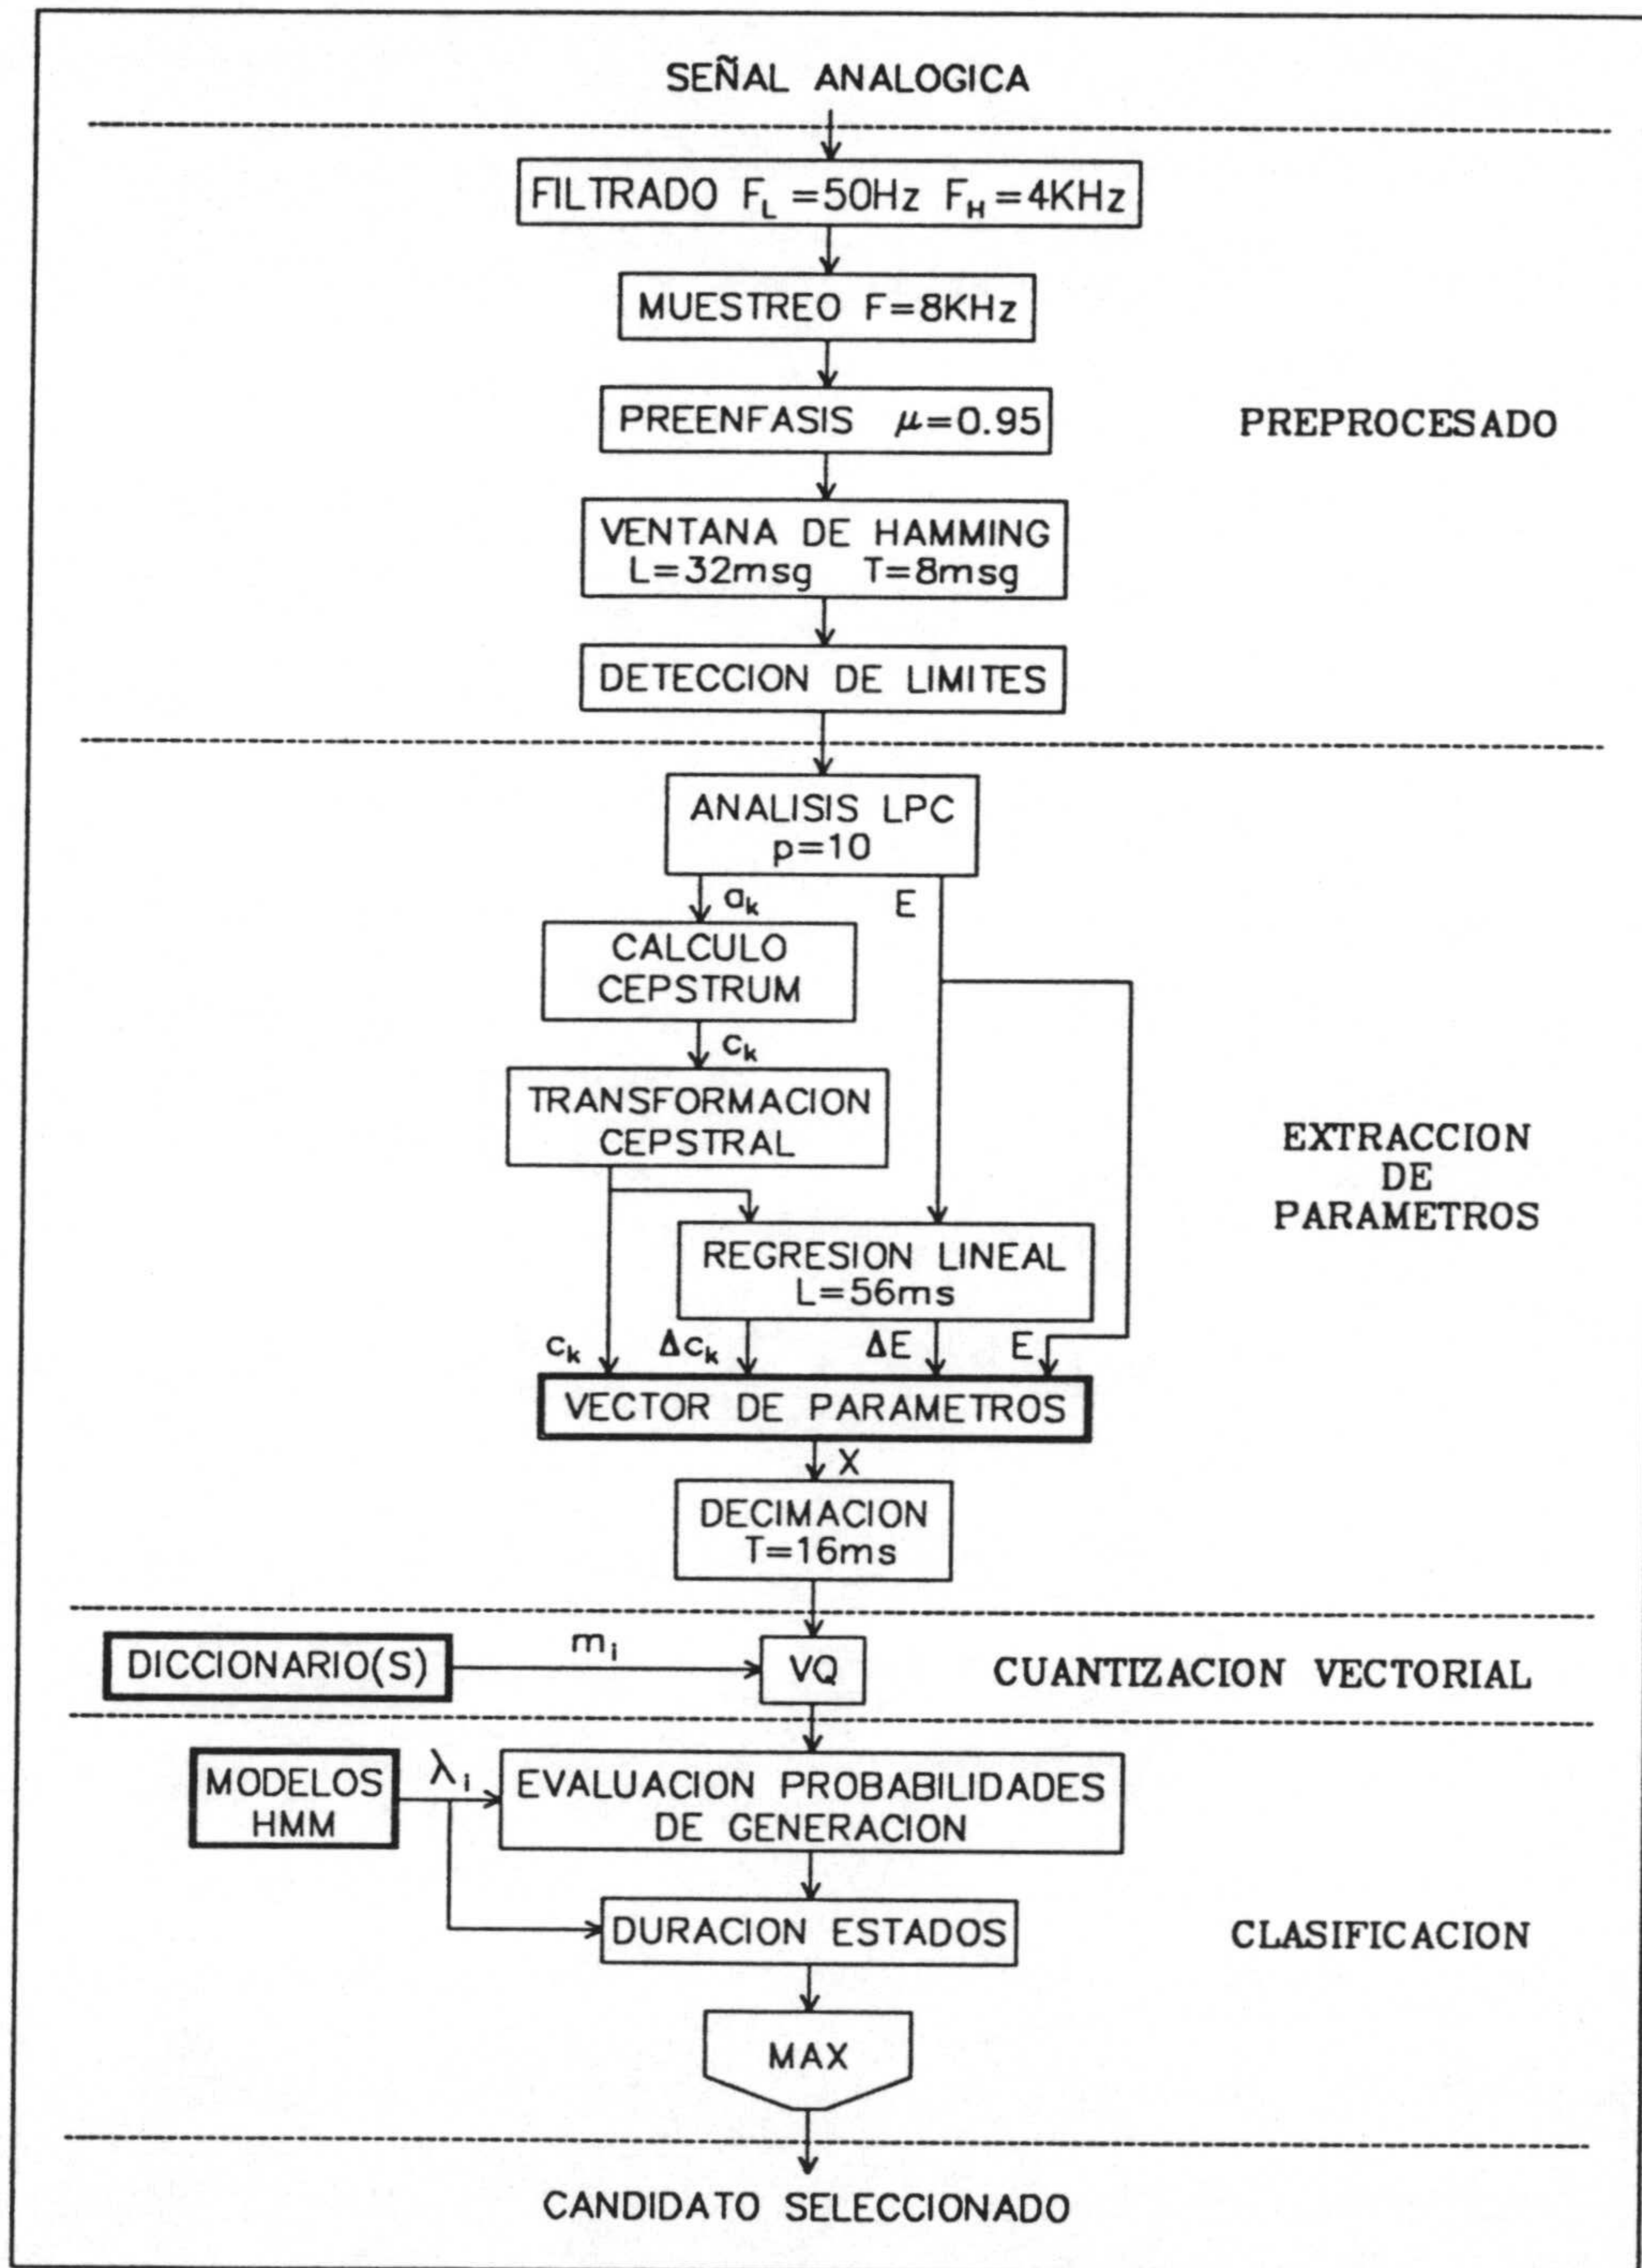 SEÑAL ANALOGICA
FILTRADO F_L=50Hz F_H=4KHz
MUESTREO F=8KHz
PREENFASIS μ=0.95
PREPROCESADO
VENTANA DE HAMMING
L=32msg T=8msg
DETECCION DE LIMITES
ANALISIS LPC
p=10
a_k
E
CALCULO
CEPSTRUM
c_k
TRANSFORMACION
CEPSTRAL
EXTRACCION
DE
PARAMETROS
REGRESION LINEAL
L=56ms
c_k
Δc_k
ΔE
E
VECTOR DE PARAMETROS
X
DECIMACION
T=16ms
DICCIONARIO(S)
m_i
VQ
CUANTIZACION VECTORIAL
MODELOS
HMM
λ_i
EVALUACION PROBABILIDADES
DE GENERACION
DURACION ESTADOS
CLASIFICACION
MAX
CANDIDATO SELECCIONADO